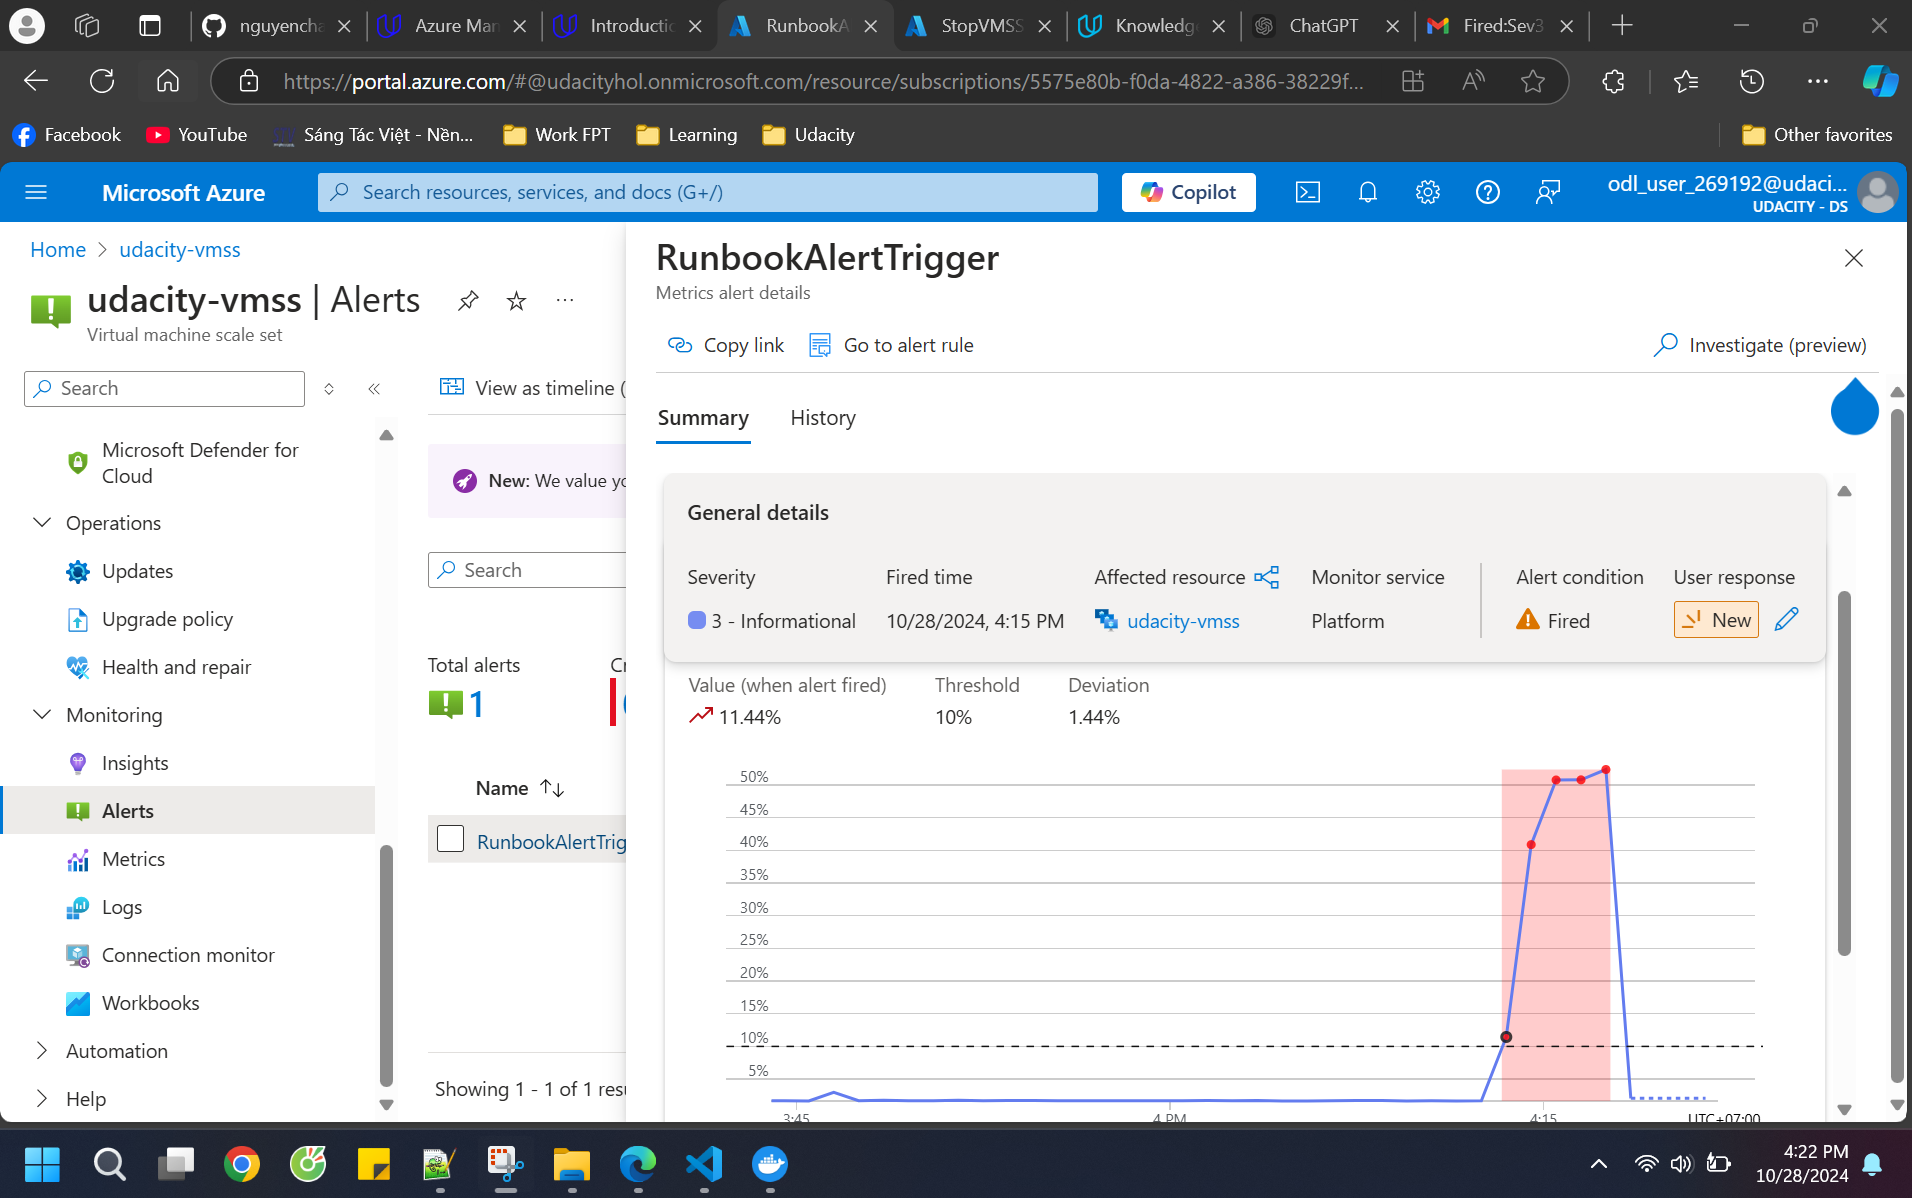 nguyencha
Azure Man
Introductio
RunbookA
StopVMSS
Knowledge
ChatGPT
Fired:Sev3
https://portal.azure.com/#@udacityhol.onmicrosoft.com/resource/subscriptions/5575e80b-f0da-4822-a386-38229f...
Facebook
YouTube
Sáng Tác Việt - Nền...
Work FPT
Learning
Udacity
Other favorites
Microsoft Azure
Search resources, services, and docs (G+/)
Copilot
odl_user_269192@udaci...
UDACITY - DS
Home > udacity-vmss
udacity-vmss | Alerts
Virtual machine scale set
Search
Microsoft Defender for
Cloud
Operations
Updates
Upgrade policy
Health and repair
Monitoring
Insights
Alerts
Metrics
Logs
Connection monitor
Workbooks
Automation
Help
View as timeline (
New: We value yo
Search
Total alerts
Cr
1
Name
RunbookAlertTrig
Showing 1 - 1 of 1 resu
RunbookAlertTrigger
Metrics alert details
Copy link
Go to alert rule
Investigate (preview)
Summary
History
General details
Severity
Fired time
Affected resource
Monitor service
Alert condition
User response
3 - Informational
10/28/2024, 4:15 PM
udacity-vmss
Platform
Fired
New
Value (when alert fired)
Threshold
Deviation
11.44%
10%
1.44%
50%
45%
40%
35%
30%
25%
20%
15%
10%
5%
3:45
4 PM
4:15
UTC+07:00
4:22 PM
10/28/2024